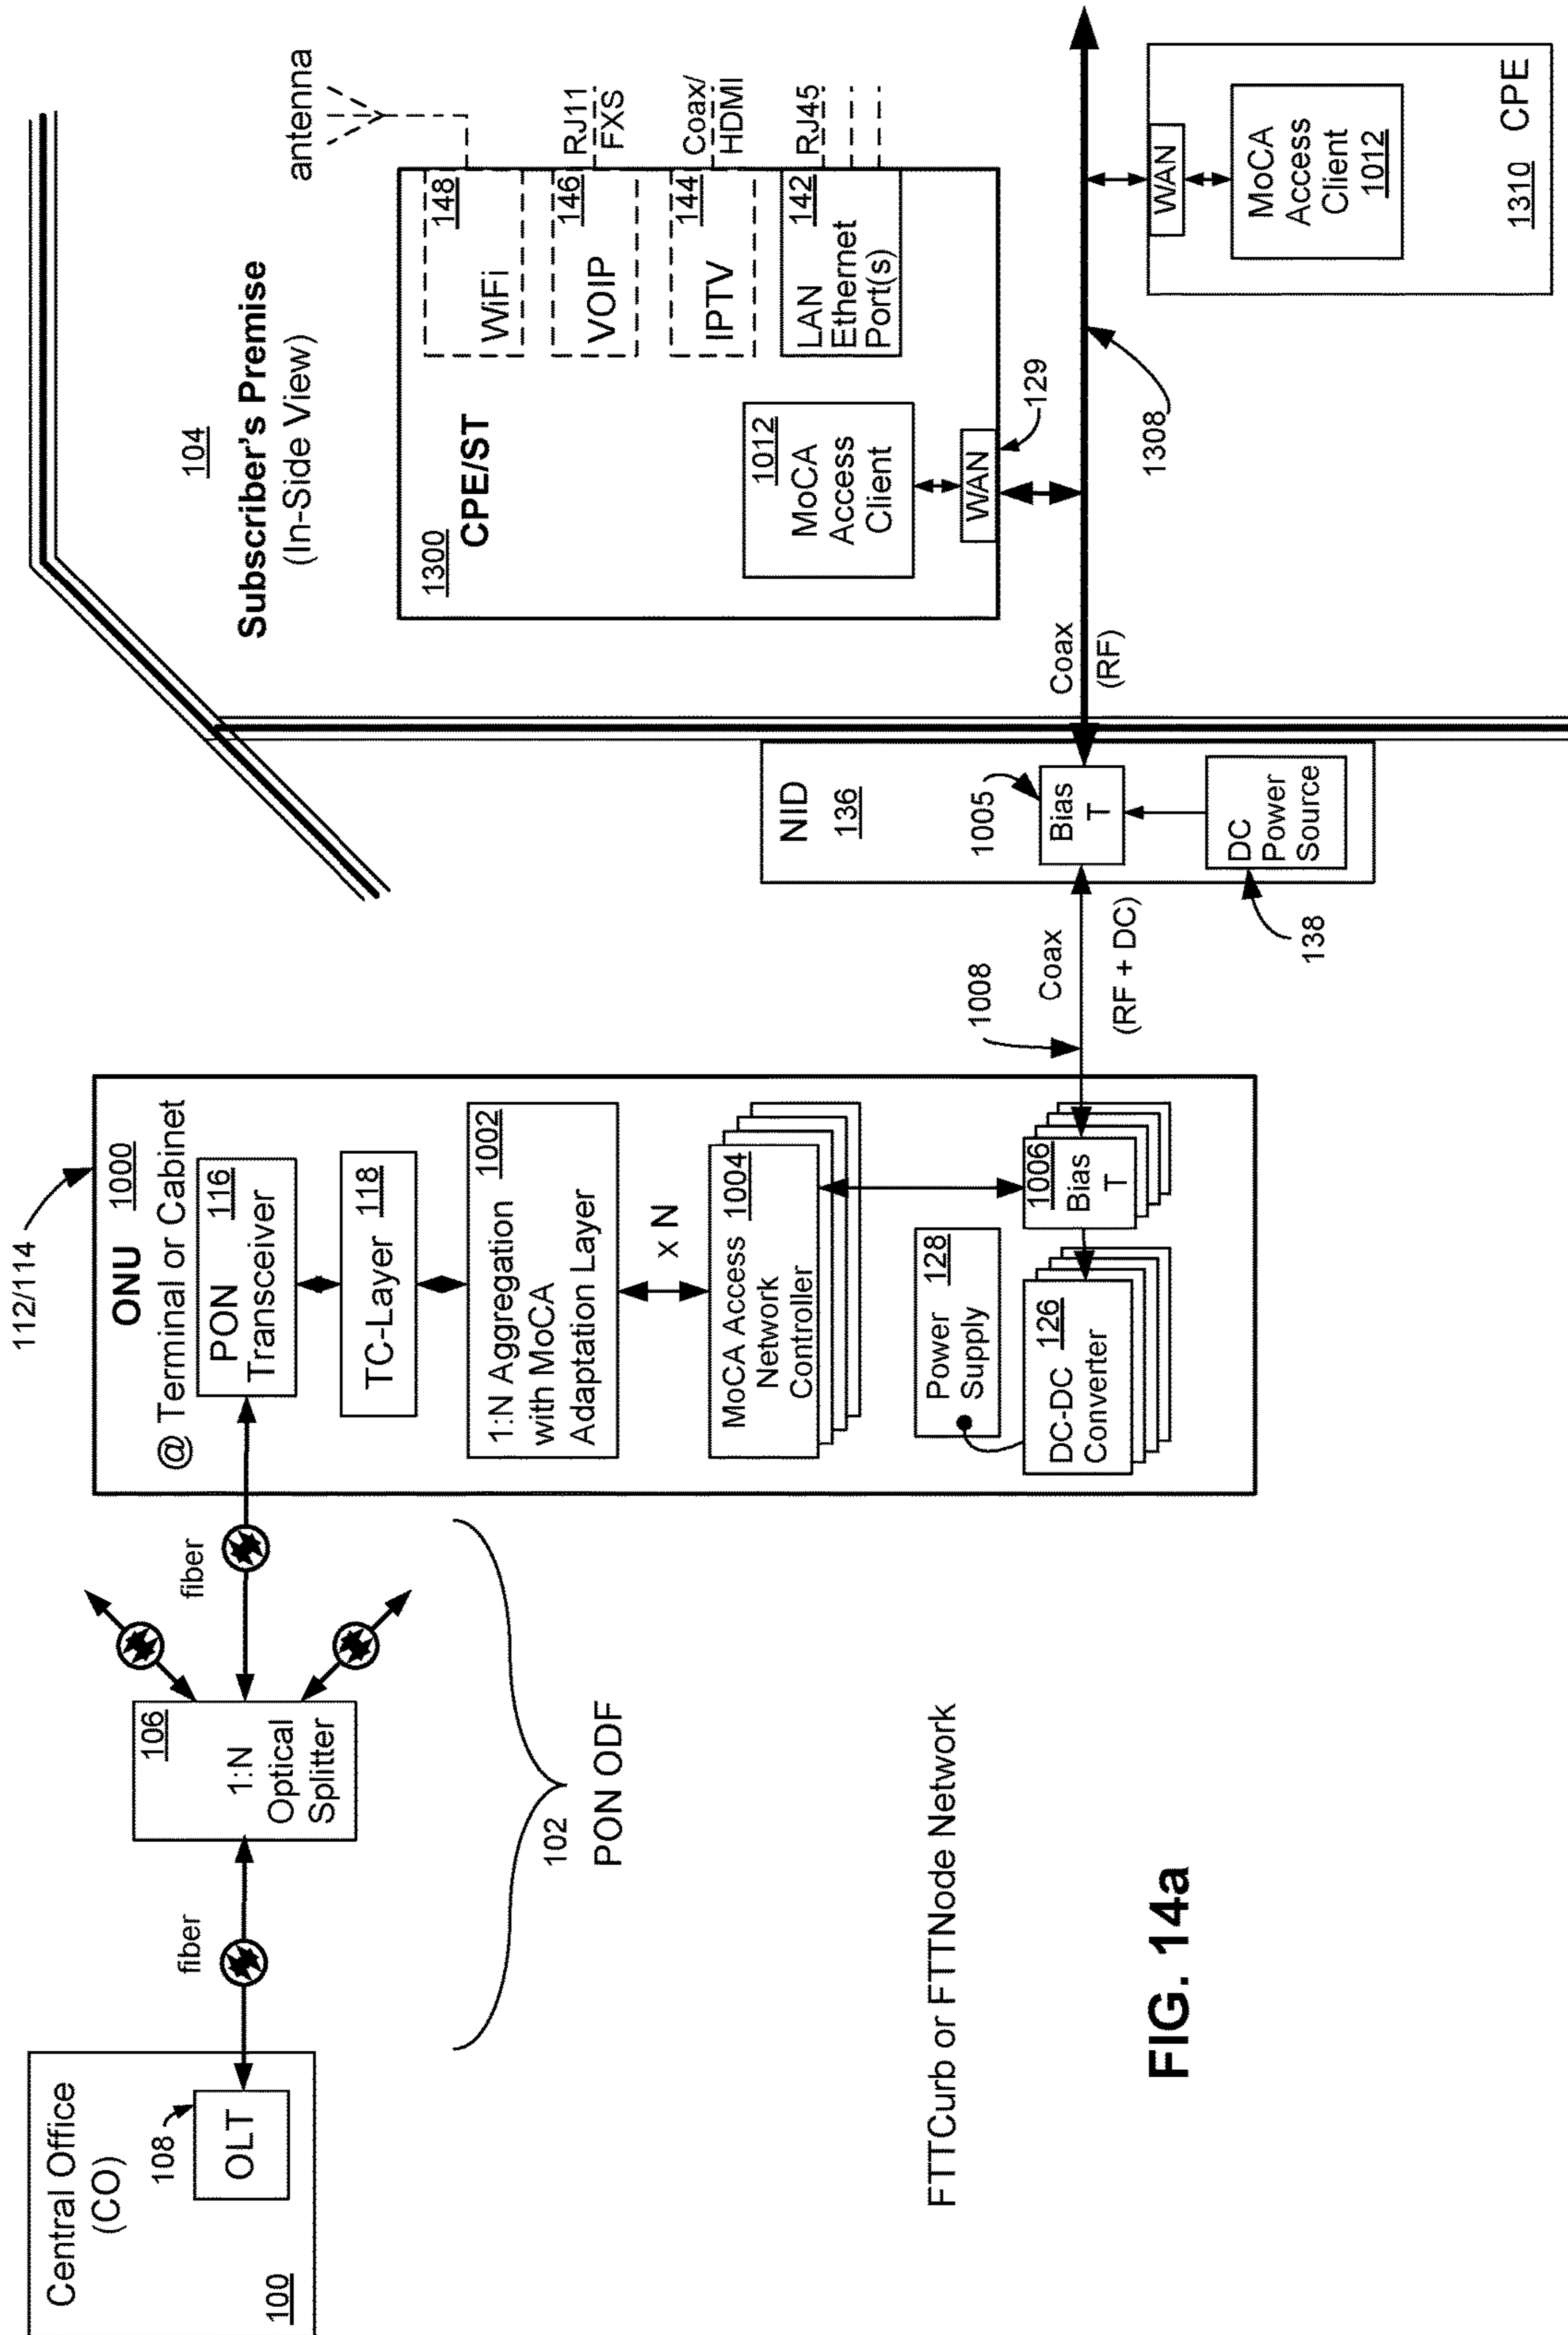 Central Office
(CO)
108
OLT
100
fiber
106
1:N
Optical
Splitter
fiber
102
PON ODF
112/114
ONU
1000
@ Terminal or Cabinet
PON
116
Transceiver
TC-Layer
118
1:N Aggregation
1002
with MoCA
Adaptation Layer
x N
MoCA Access
1004
Network
Controller
Power
128
Supply
DC-DC
126
Converter
1006
Bias
T
1008
Coax
(RF + DC)
NID
136
1005
Bias
T
DC
Power
Source
138
104
Subscriber's Premise
(In-Side View)
antenna
1300
CPE/ST
WiFi
148
VOIP
146
RJ11
FXS
IPTV
144
Coax/
HDMI
LAN
142
Ethernet
Port(s)
RJ45
1012
MoCA
Access
Client
WAN
129
Coax
(RF)
1308
WAN
MoCA
Access
Client
1012
1310
CPE
FTTCurb or FTTNode Network
FIG. 14a